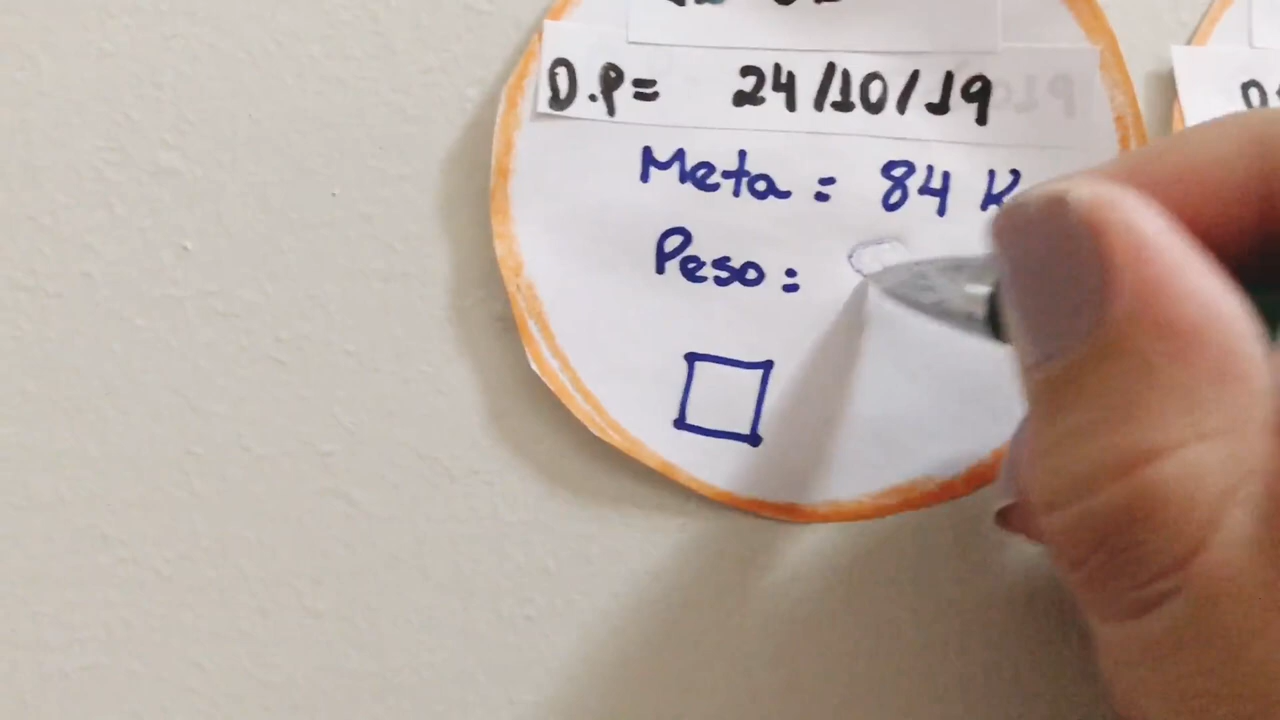 D.P= 24/10/19
Meta = 84 K
Peso: